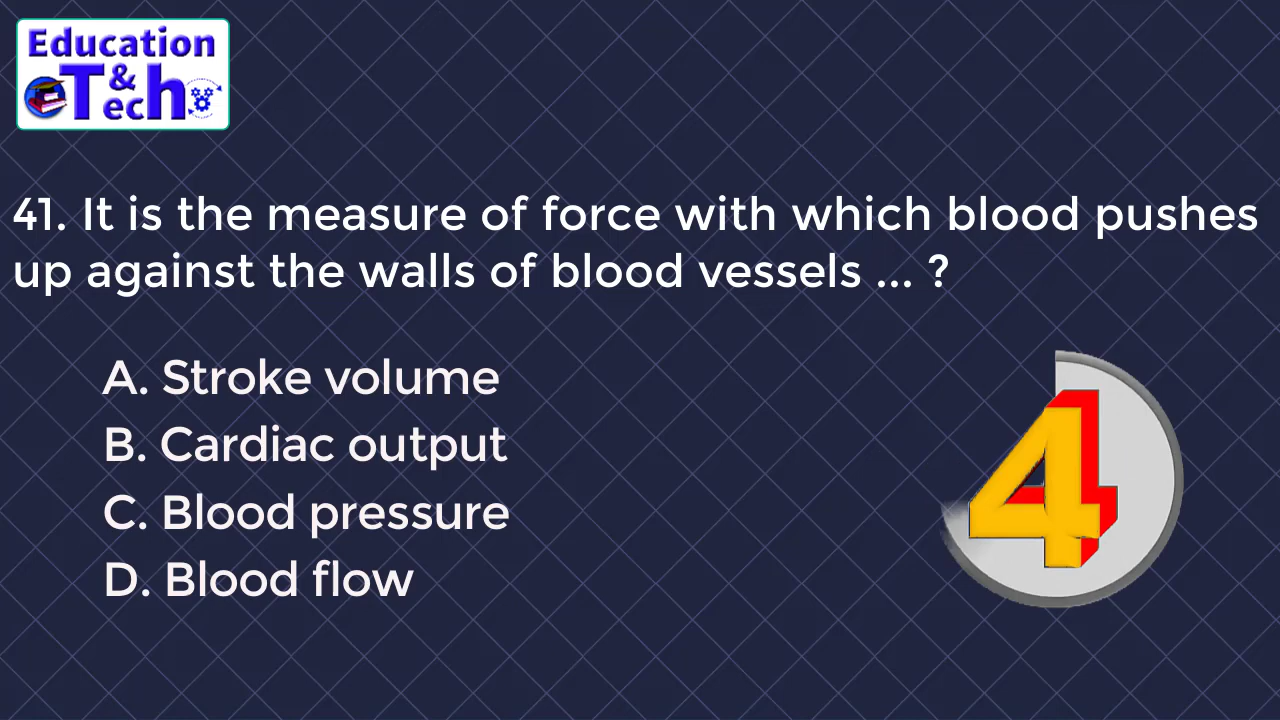 Education
&
Tech
41. It is the measure of force with which blood pushes
up against the walls of blood vessels ... ?
A. Stroke volume
B. Cardiac output
C. Blood pressure
D. Blood flow
4